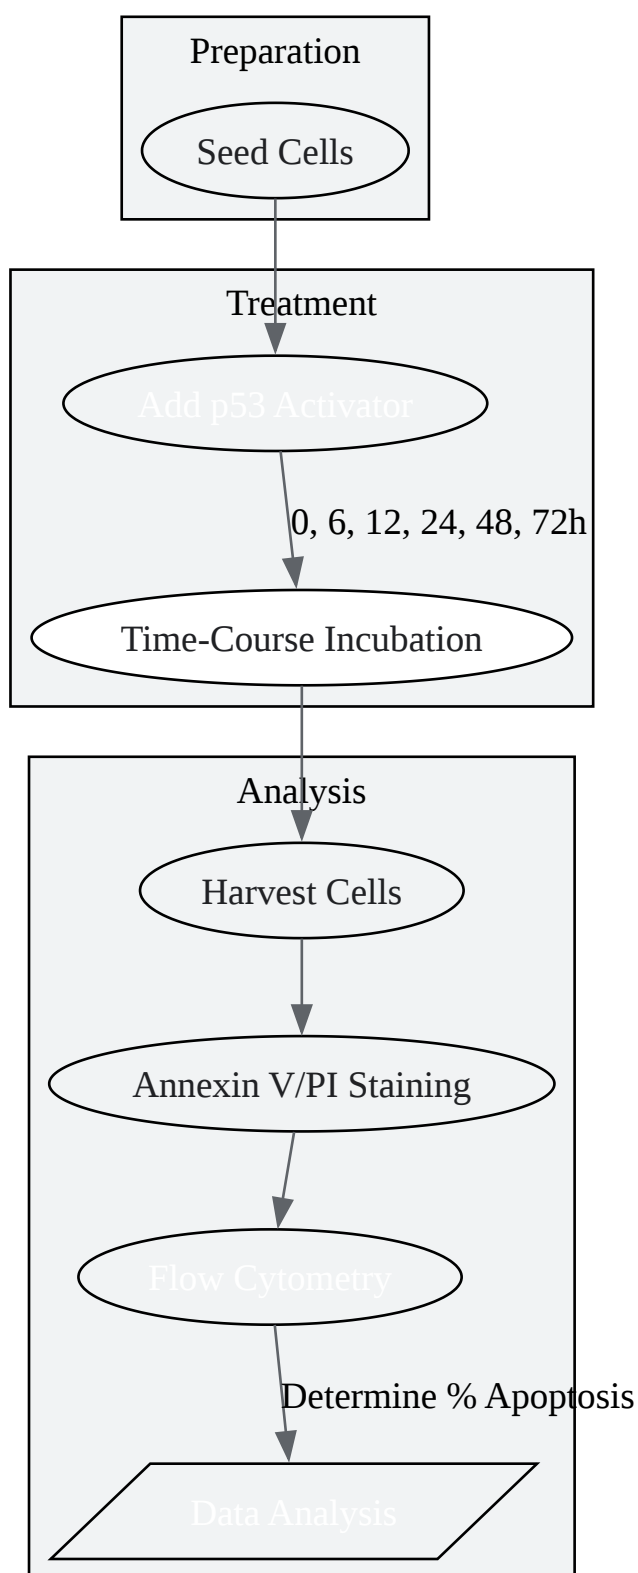 Preparation
Seed Cells
Treatment
Add p53 Activator
0, 6, 12, 24, 48, 72h
Time-Course Incubation
Analysis
Harvest Cells
Annexin V/PI Staining
Flow Cytometry
Determine % Apoptosis
Data Analysis